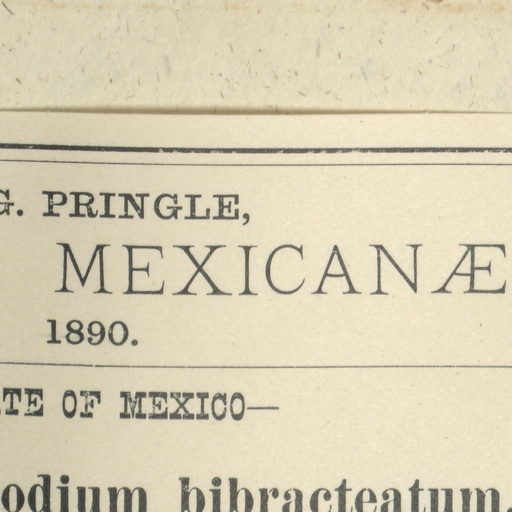 G. PRINGLE,
MEXICANÆ
1890.
TE OF MEXICO—
odium bibracteatum.